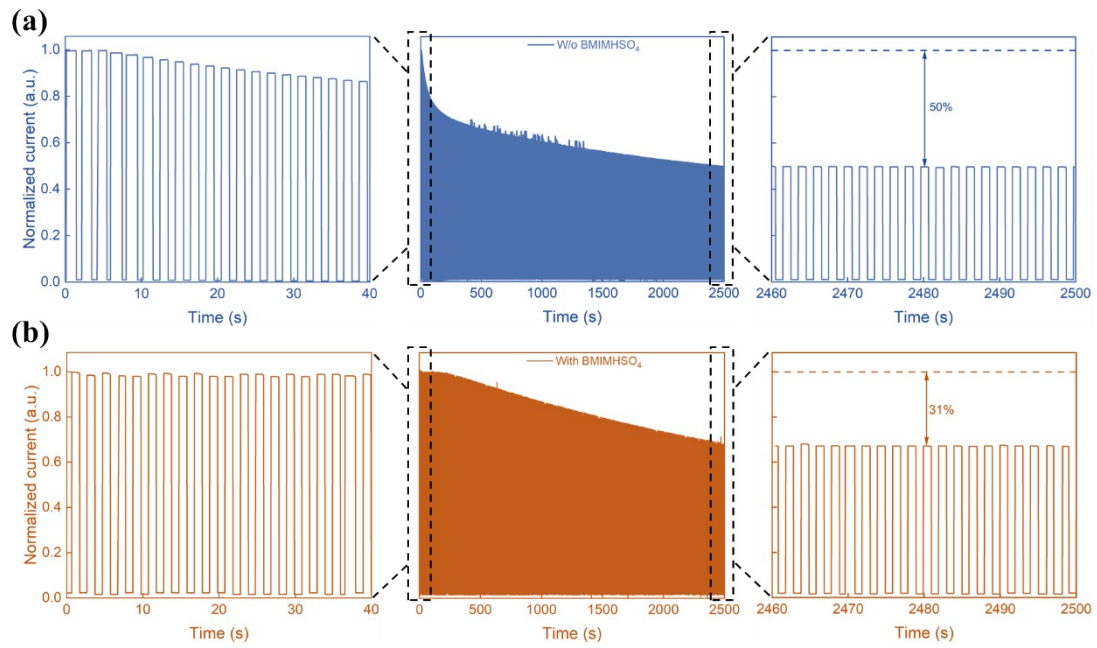 (a)
Normalized current (a.u.)
1.0
0.8
0.6
0.4
0.2
0.0
0 10 20 30 40
Time (s)
W/o BMIMHSO₄
0 500 1000 1500 2000 2500
Time (s)
50%
2460 2470 2480 2490 2500
Time (s)
(b)
Normalized current (a.u.)
1.0
0.8
0.6
0.4
0.2
0.0
0 10 20 30 40
Time (s)
With BMIMHSO₄
0 500 1000 1500 2000 2500
Time (s)
31%
2460 2470 2480 2490 2500
Time (s)